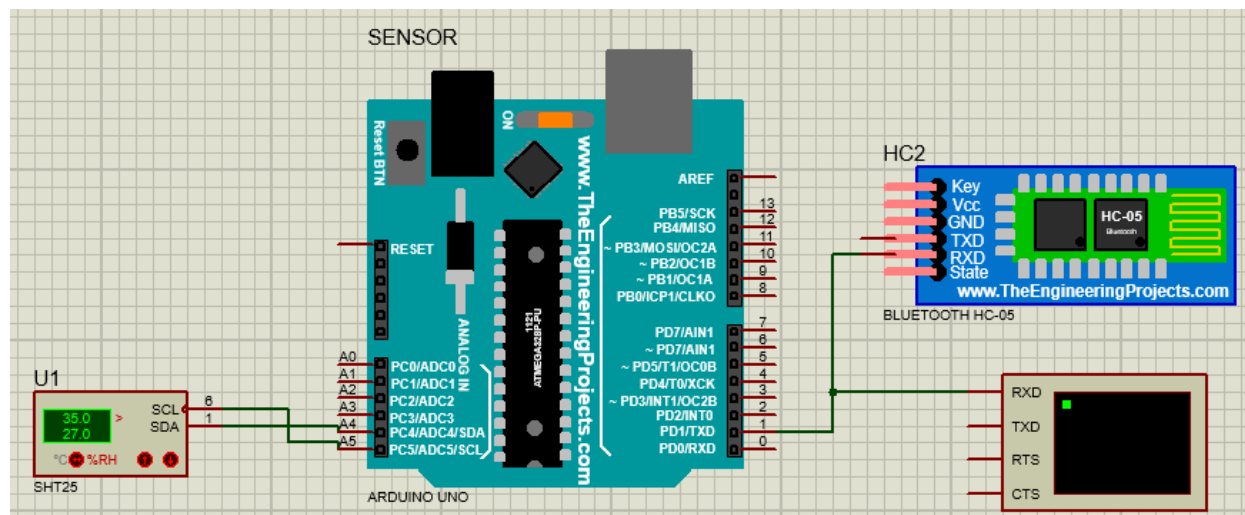 SENSOR
Reset BTN
ON
www.TheEngineeringProjects.com
RESET
ANALOG IN
1121
ATMEGA328P-PU
AREF
PB5/SCK 13
PB4/MISO 12
~ PB3/MOSI/OC2A 11
~ PB2/OC1B 10
~ PB1/OC1A 9
PB0/ICP1/CLKO 8
PD7/AIN1 7
~ PD7/AIN1 6
~ PD5/T1/OC0B 5
PD4/T0/XCK 4
~ PD3/INT1/OC2B 3
PD2/INT0 2
PD1/TXD 1
PD0/RXD 0
A0 PC0/ADC0
A1 PC1/ADC1
A2 PC2/ADC2
A3 PC3/ADC3
A4 PC4/ADC4/SDA
A5 PC5/ADC5/SCL
ARDUINO UNO
U1
35.0 >
27.0
SCL 6
SDA 1
°C %RH
SHT25
HC2
Key
Vcc
GND
TXD
RXD
State
HC-05
Bluetooth
www.TheEngineeringProjects.com
BLUETOOTH HC-05
RXD
TXD
RTS
CTS